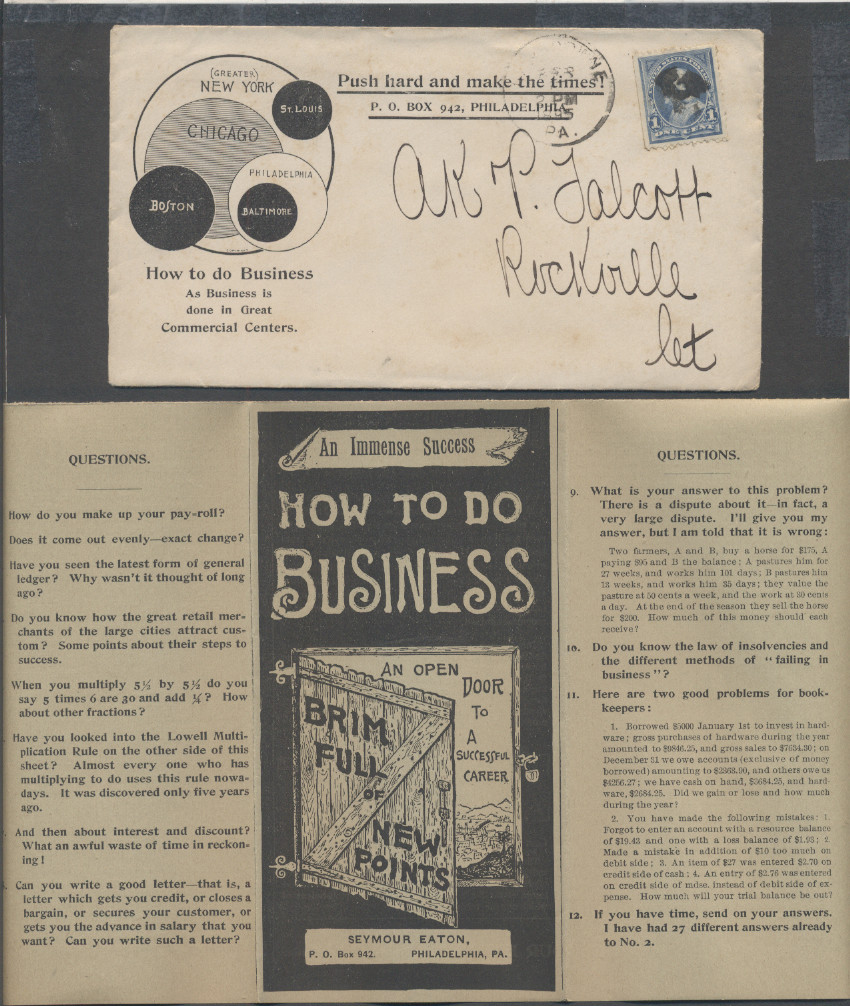 (GREATER)
NEW YORK
ST. LOUIS
CHICAGO
PHILADELPHIA
BOSTON
BALTIMORE
How to do Business
As Business is
done in Great
Commercial Centers.
Push hard and make the times!
P. O. BOX 942, PHILADELPHIA.
PM
PA.
1 1
ONE CENT
A K P. Talcott
Rockville
QUESTIONS.
How do you make up your pay-roll?
Does it come out evenly—exact change?
Have you seen the latest form of general
ledger? Why wasn't it thought of long
ago?
Do you know how the great retail mer-
chants of the large cities attract cus-
tom? Some points about their steps to
success.
When you multiply 5½ by 5½ do you
say 5 times 6 are 30 and add ¼? How
about other fractions?
Have you looked into the Lowell Multi-
plication Rule on the other side of this
sheet? Almost every one who has
multiplying to do uses this rule nowa-
days. It was discovered only five years
ago.
And then about interest and discount?
What an awful waste of time in reckon-
ing!
Can you write a good letter—that is, a
letter which gets you credit, or closes a
bargain, or secures your customer, or
gets you the advance in salary that you
want? Can you write such a letter?
An Immense Success
HOW TO DO
BUSINESS
AN OPEN
DOOR
TO
A
SUCCESSFUL
CAREER
BRIM
FULL
OF
NEW
POINTS
SEYMOUR EATON,
P. O. Box 942. PHILADELPHIA, PA.
QUESTIONS.
9. What is your answer to this problem?
There is a dispute about it—in fact, a
very large dispute. I'll give you my
answer, but I am told that it is wrong:
Two farmers, A and B, buy a horse for $175, A
paying $95 and B the balance; A pastures him for
27 weeks, and works him 101 days; B pastures him
13 weeks, and works him 35 days; they value the
pasture at 50 cents a week, and the work at 30 cents
a day. At the end of the season they sell the horse
for $200. How much of this money should each
receive?
10. Do you know the law of insolvencies and
the different methods of "failing in
business"?
11. Here are two good problems for book-
keepers:
1. Borrowed $5000 January 1st to invest in hard-
ware; gross purchases of hardware during the year
amounted to $9846.25, and gross sales to $7634.30; on
December 31 we owe accounts (exclusive of money
borrowed) amounting to $2368.90, and others owe us
$4256.27; we have cash on hand, $3684.25, and hard-
ware, $2684.25. Did we gain or lose and how much
during the year?
2. You have made the following mistakes: 1.
Forgot to enter an account with a resource balance
of $19.43 and one with a loss balance of $1.93; 2.
Made a mistake in addition of $10 too much on
debit side; 3. An item of $27 was entered $2.70 on
credit side of cash; 4. An entry of $2.76 was entered
on credit side of mdse. instead of debit side of ex-
pense. How much will your trial balance be out?
12. If you have time, send on your answers.
I have had 27 different answers already
to No. 2.